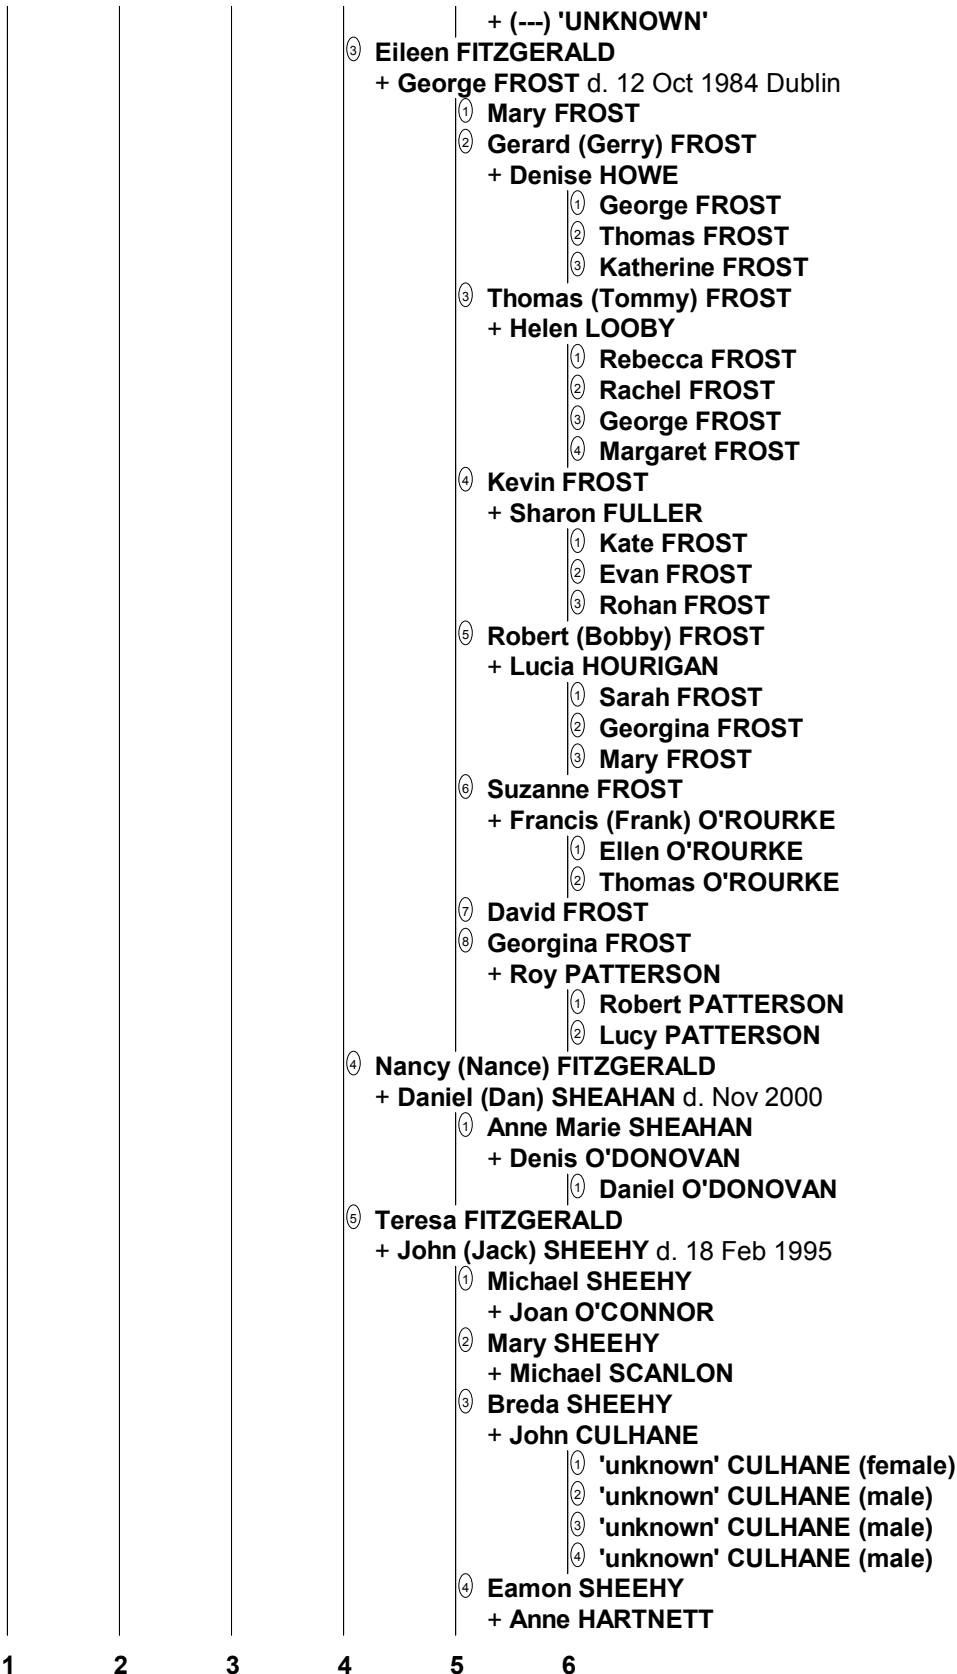 + (---) 'UNKNOWN'
3 Eileen FITZGERALD
+ George FROST d. 12 Oct 1984 Dublin
1 Mary FROST
2 Gerard (Gerry) FROST
+ Denise HOWE
1 George FROST
2 Thomas FROST
3 Katherine FROST
3 Thomas (Tommy) FROST
+ Helen LOOBY
1 Rebecca FROST
2 Rachel FROST
3 George FROST
4 Margaret FROST
4 Kevin FROST
+ Sharon FULLER
1 Kate FROST
2 Evan FROST
3 Rohan FROST
5 Robert (Bobby) FROST
+ Lucia HOURIGAN
1 Sarah FROST
2 Georgina FROST
3 Mary FROST
6 Suzanne FROST
+ Francis (Frank) O'ROURKE
1 Ellen O'ROURKE
2 Thomas O'ROURKE
7 David FROST
8 Georgina FROST
+ Roy PATTERSON
1 Robert PATTERSON
2 Lucy PATTERSON
4 Nancy (Nance) FITZGERALD
+ Daniel (Dan) SHEAHAN d. Nov 2000
1 Anne Marie SHEAHAN
+ Denis O'DONOVAN
1 Daniel O'DONOVAN
5 Teresa FITZGERALD
+ John (Jack) SHEEHY d. 18 Feb 1995
1 Michael SHEEHY
+ Joan O'CONNOR
2 Mary SHEEHY
+ Michael SCANLON
3 Breda SHEEHY
+ John CULHANE
1 'unknown' CULHANE (female)
2 'unknown' CULHANE (male)
3 'unknown' CULHANE (male)
4 'unknown' CULHANE (male)
4 Eamon SHEEHY
+ Anne HARTNETT
1 2 3 4 5 6